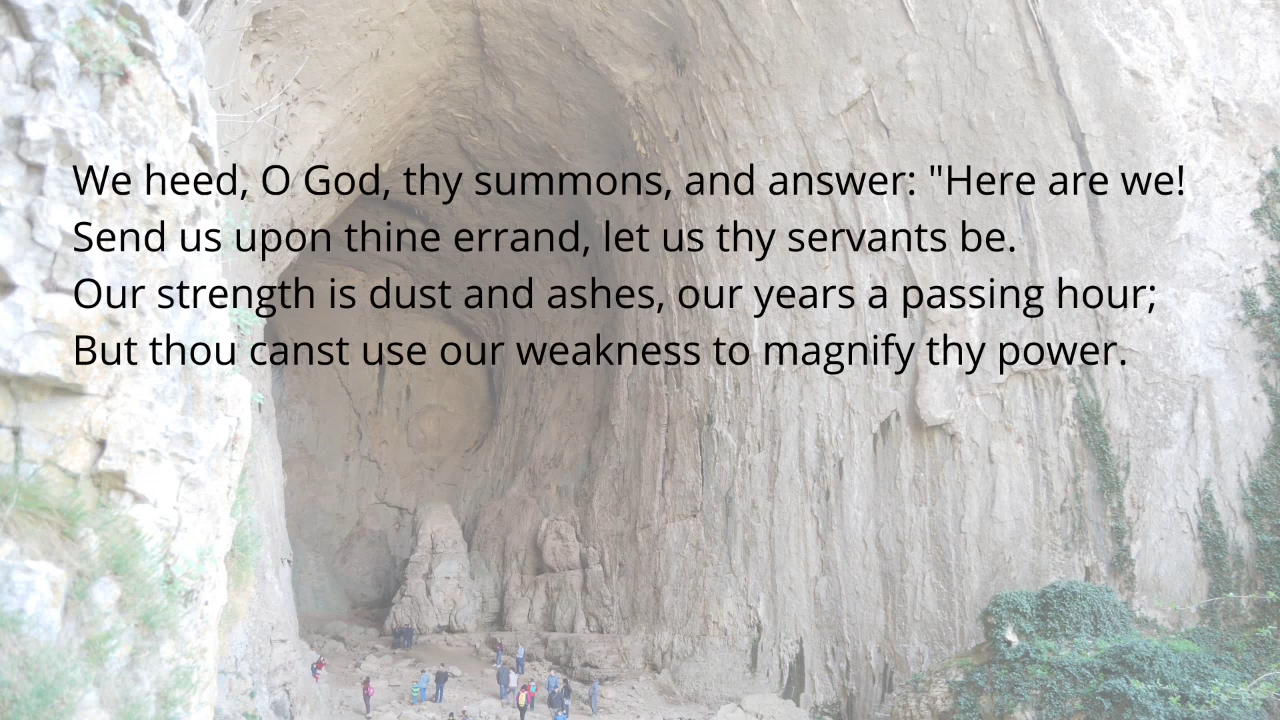 We heed, O God, thy summons, and answer: "Here are we!
Send us upon thine errand, let us thy servants be.
Our strength is dust and ashes, our years a passing hour;
But thou canst use our weakness to magnify thy power.